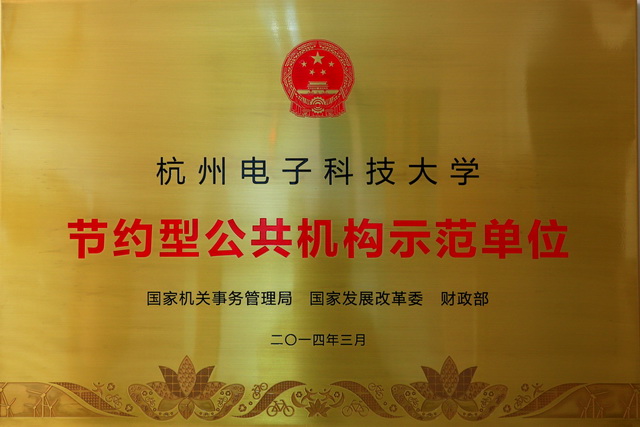 杭州电子科技大学
节约型公共机构示范单位
国家机关事务管理局 国家发展改革委 财政部
二〇一四年三月